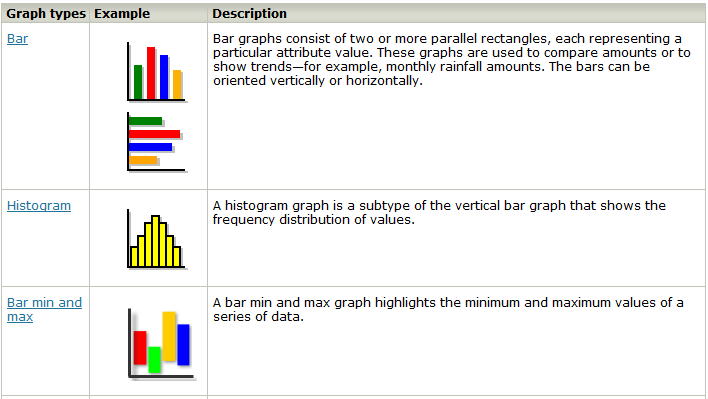 Graph types Example Description
Bar
Bar graphs consist of two or more parallel rectangles, each representing a
particular attribute value. These graphs are used to compare amounts or to
show trends—for example, monthly rainfall amounts. The bars can be
oriented vertically or horizontally.
Histogram
A histogram graph is a subtype of the vertical bar graph that shows the
frequency distribution of values.
Bar min and
max
A bar min and max graph highlights the minimum and maximum values of a
series of data.